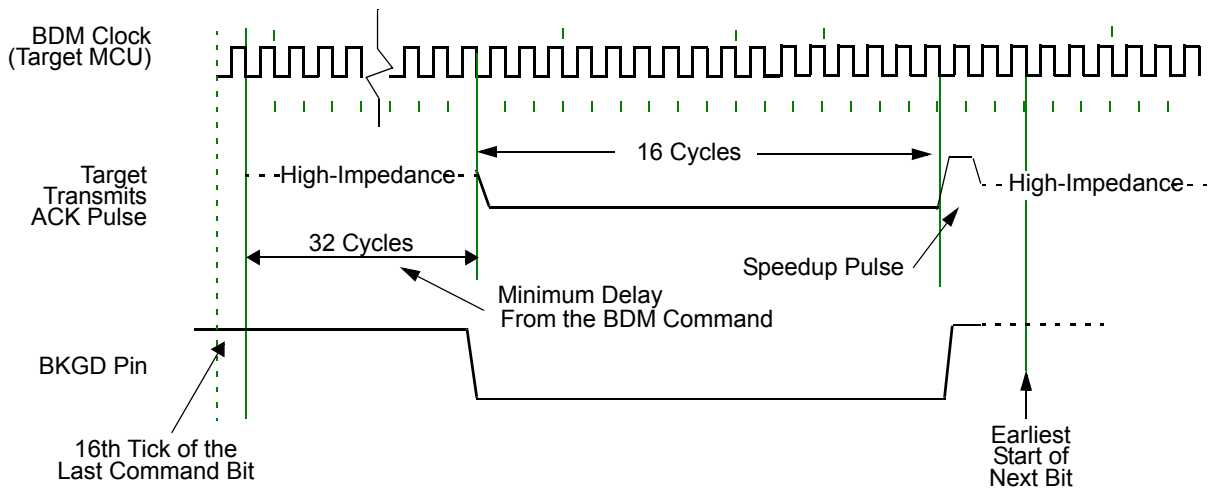 BDM Clock
(Target MCU)
16 Cycles
Target
Transmits
ACK Pulse
High-Impedance
High-Impedance
32 Cycles
Speedup Pulse
Minimum Delay
From the BDM Command
BKGD Pin
16th Tick of the
Last Command Bit
Earliest
Start of
Next Bit